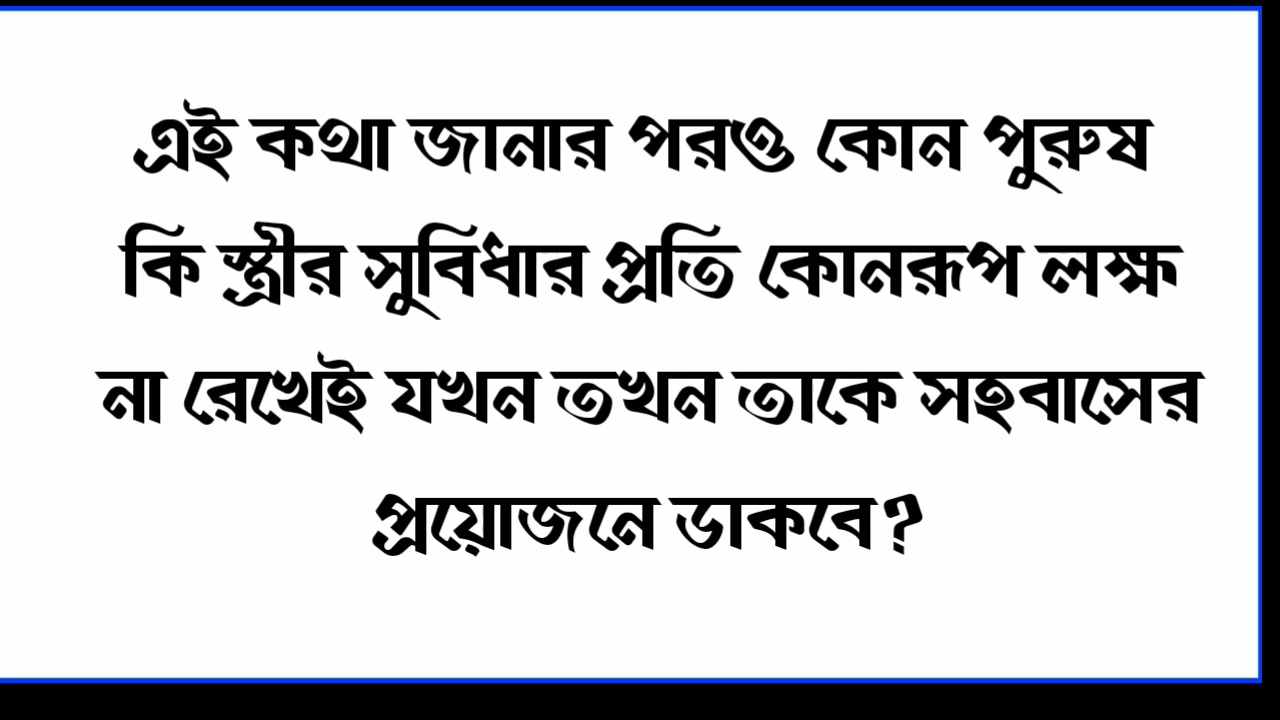 এই কথা জানার পরও কোন পুরুষ
কি স্ত্রীর সুবিধার প্রতি কোনরূপ লক্ষ
না রেখেই যখন তখন তাকে সহবাসের
প্রয়োজনে ডাকবে?